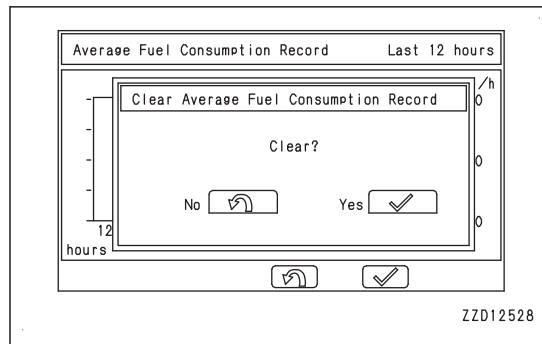 Average Fuel Consumption Record Last 12 hours
/h
Clear Average Fuel Consumption Record
0
Clear?
0
No Yes
0
12
hours
ZZD12528